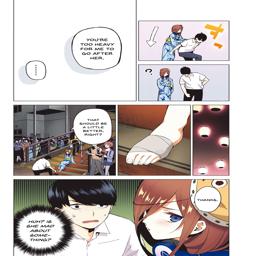 YOU'RE
TOO HEAVY
FOR ME TO
GO AFTER
HER.
......
?
THAT
SHOULD BE
A LITTLE
BETTER,
RIGHT?
THANKS.
HUH? IS
SHE MAD
ABOUT
SOME-
THING?